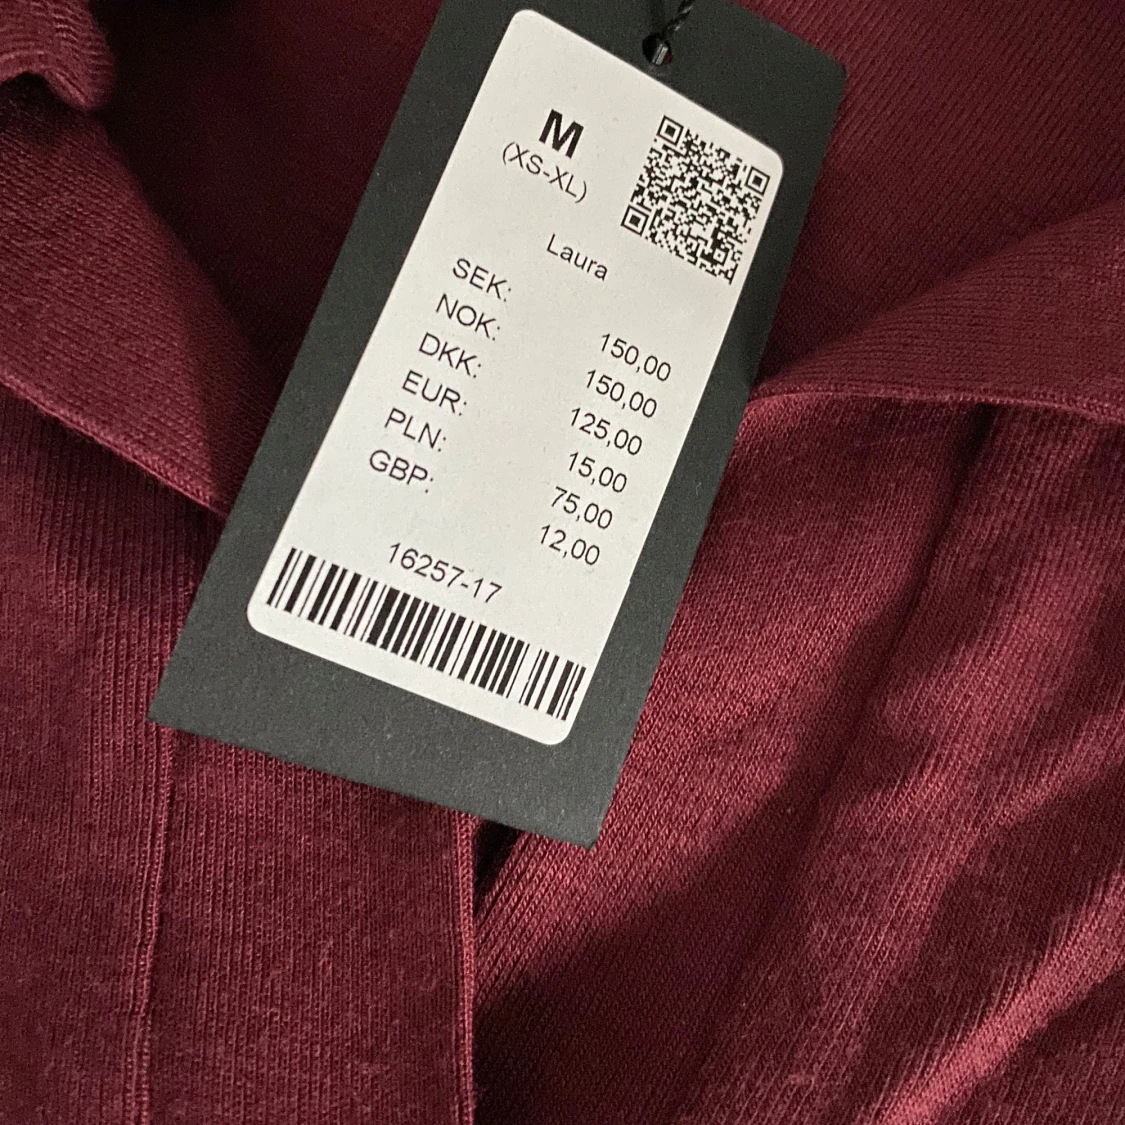 M
(XS-XL)
Laura
SEK: 150,00
NOK: 150,00
DKK: 125,00
EUR: 15,00
PLN: 75,00
GBP: 12,00
16257-17